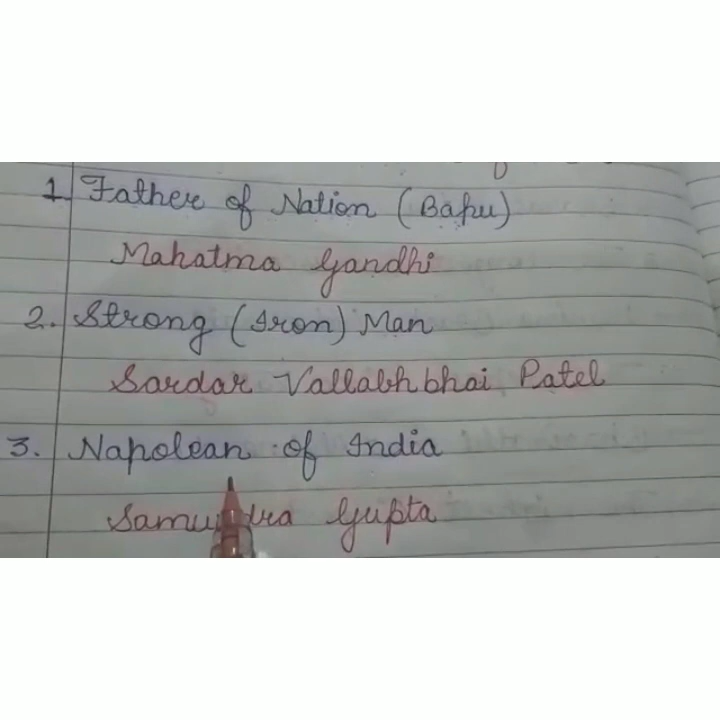 1. Father of Nation (Bapu)
Mahatma Gandhi
2. Strong (Iron) Man
Sardar Vallabhbhai Patel
3. Napolean of India
Gupta